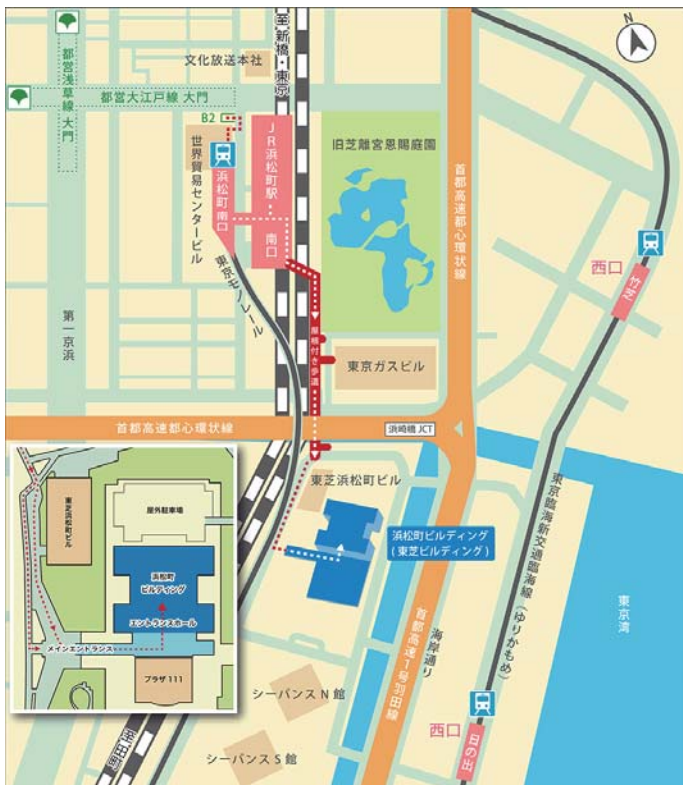 N
至 新橋・東京
文化放送本社
都営浅草線 大門
都営大江戸線 大門
B2
世界貿易センタービル
浜松町 南口
JR浜松町駅・・・南口
旧芝離宮恩賜庭園
首都高速都心環状線
西口
竹芝
東京モノレール
第一京浜
屋根付き歩道
東京ガスビル
首都高速都心環状線
浜崎橋JCT
東芝浜松町ビル
浜松町ビルディング
(東芝ビルディング)
東京臨海新交通臨海線(ゆりかもめ)
東京湾
海岸通り
首都高速1号羽田線
シーバンスN館
シーバンスS館
至田町
西口
日の出
東芝浜松町ビル
屋外駐車場
浜松町
ビルディング
エントランスホール
メインエントランス
プラザ111